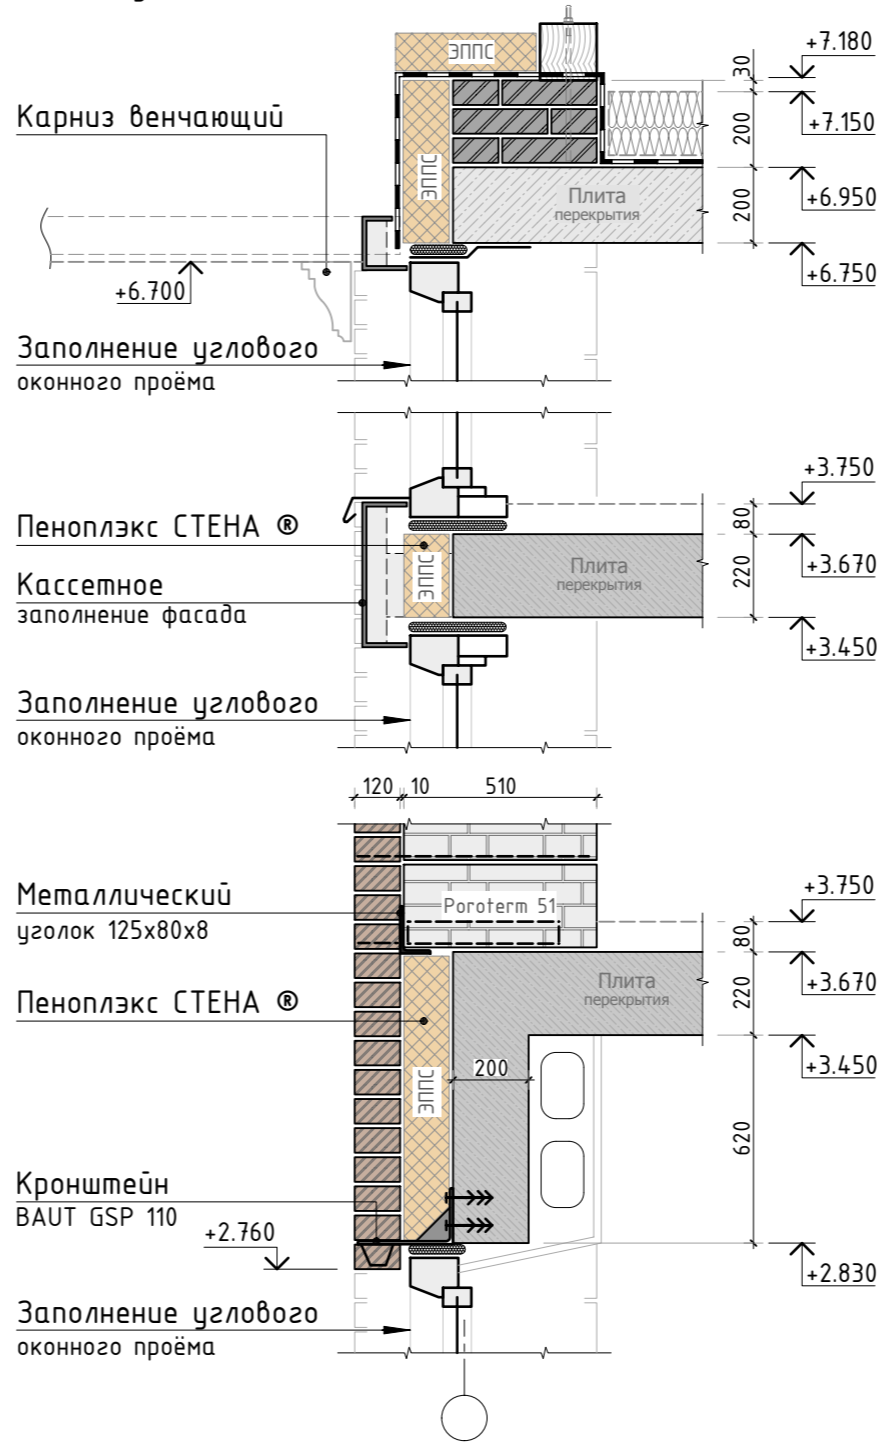 ЭППС
+7.180
30
Карниз венчающий
+7.150
200
ЭППС
Плита
перекрытия
200
+6.950
+6.750
+6.700
Заполнение углового
оконного проёма
+3.750
80
Пеноплэкс СТЕНА ®
ЭППС
Плита
перекрытия
220
+3.670
Кассетное
заполнение фасада
+3.450
Заполнение углового
оконного проёма
120 10 510
Металлический
уголок 125х80х8
Poroterm 51
+3.750
80
Пеноплэкс СТЕНА ®
Плита
перекрытия
220
+3.670
200
+3.450
ЭППС
620
Кронштейн
BAUT GSP 110
+2.760
+2.830
Заполнение углового
оконного проёма